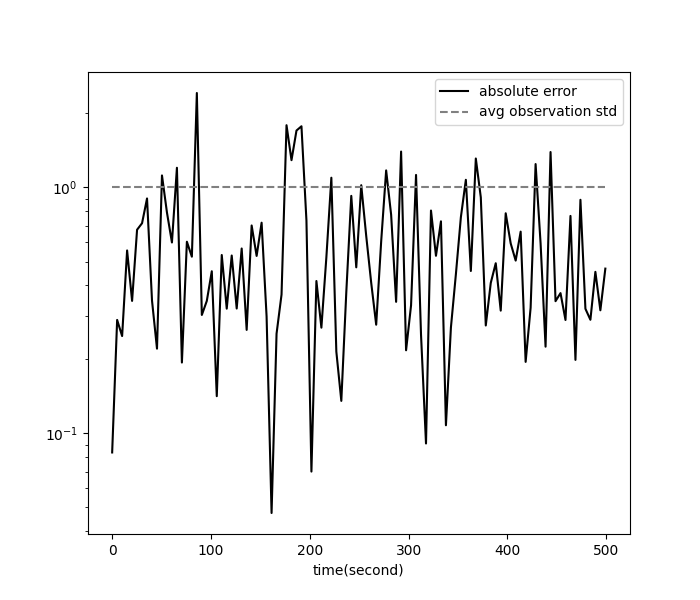 absolute error
avg observation std
10⁰
10⁻¹
0 100 200 300 400 500
time(second)